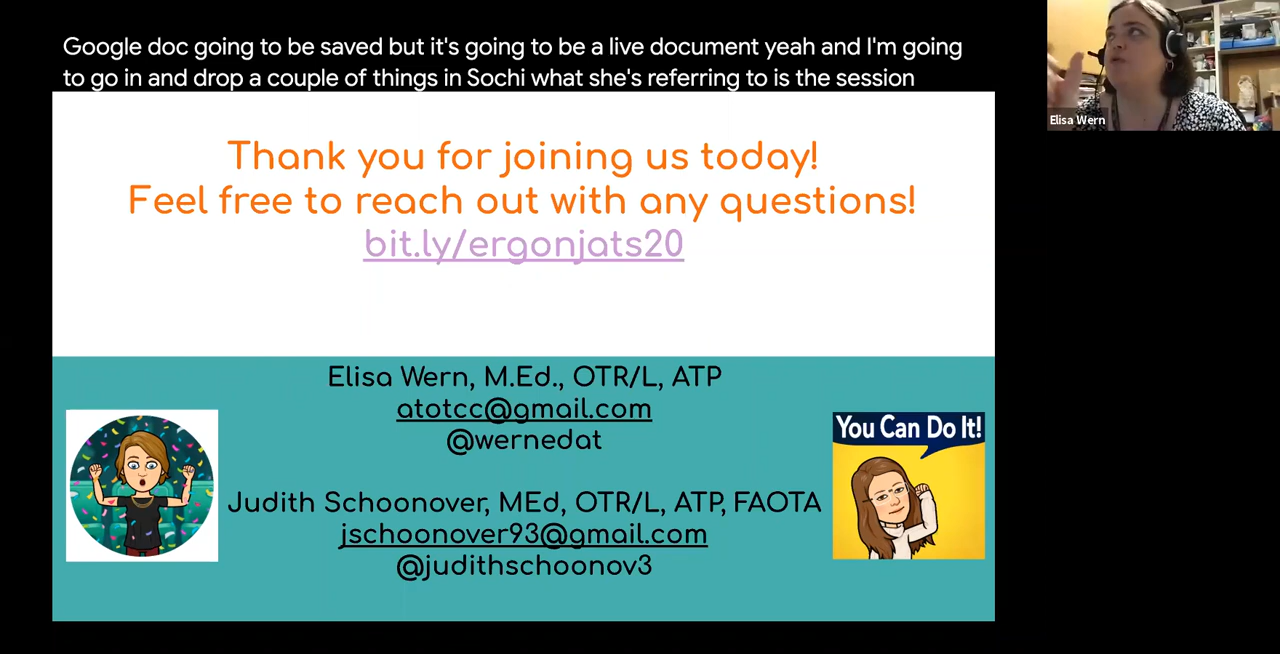 Google doc going to be saved but it's going to be a live document yeah and I'm going
to go in and drop a couple of things in Sochi what she's referring to is the session
Elisa Wern
Thank you for joining us today!
Feel free to reach out with any questions!
bit.ly/ergonjats20
Elisa Wern, M.Ed., OTR/L, ATP
atotcc@gmail.com
@wernedat
You Can Do It!
Judith Schoonover, MEd, OTR/L, ATP, FAOTA
jschoonover93@gmail.com
@judithschoonov3